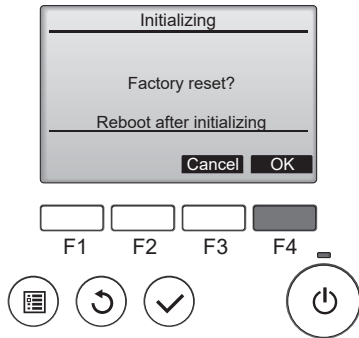 Initializing
Factory reset?
Reboot after initializing
Cancel OK
F1 F2 F3 F4